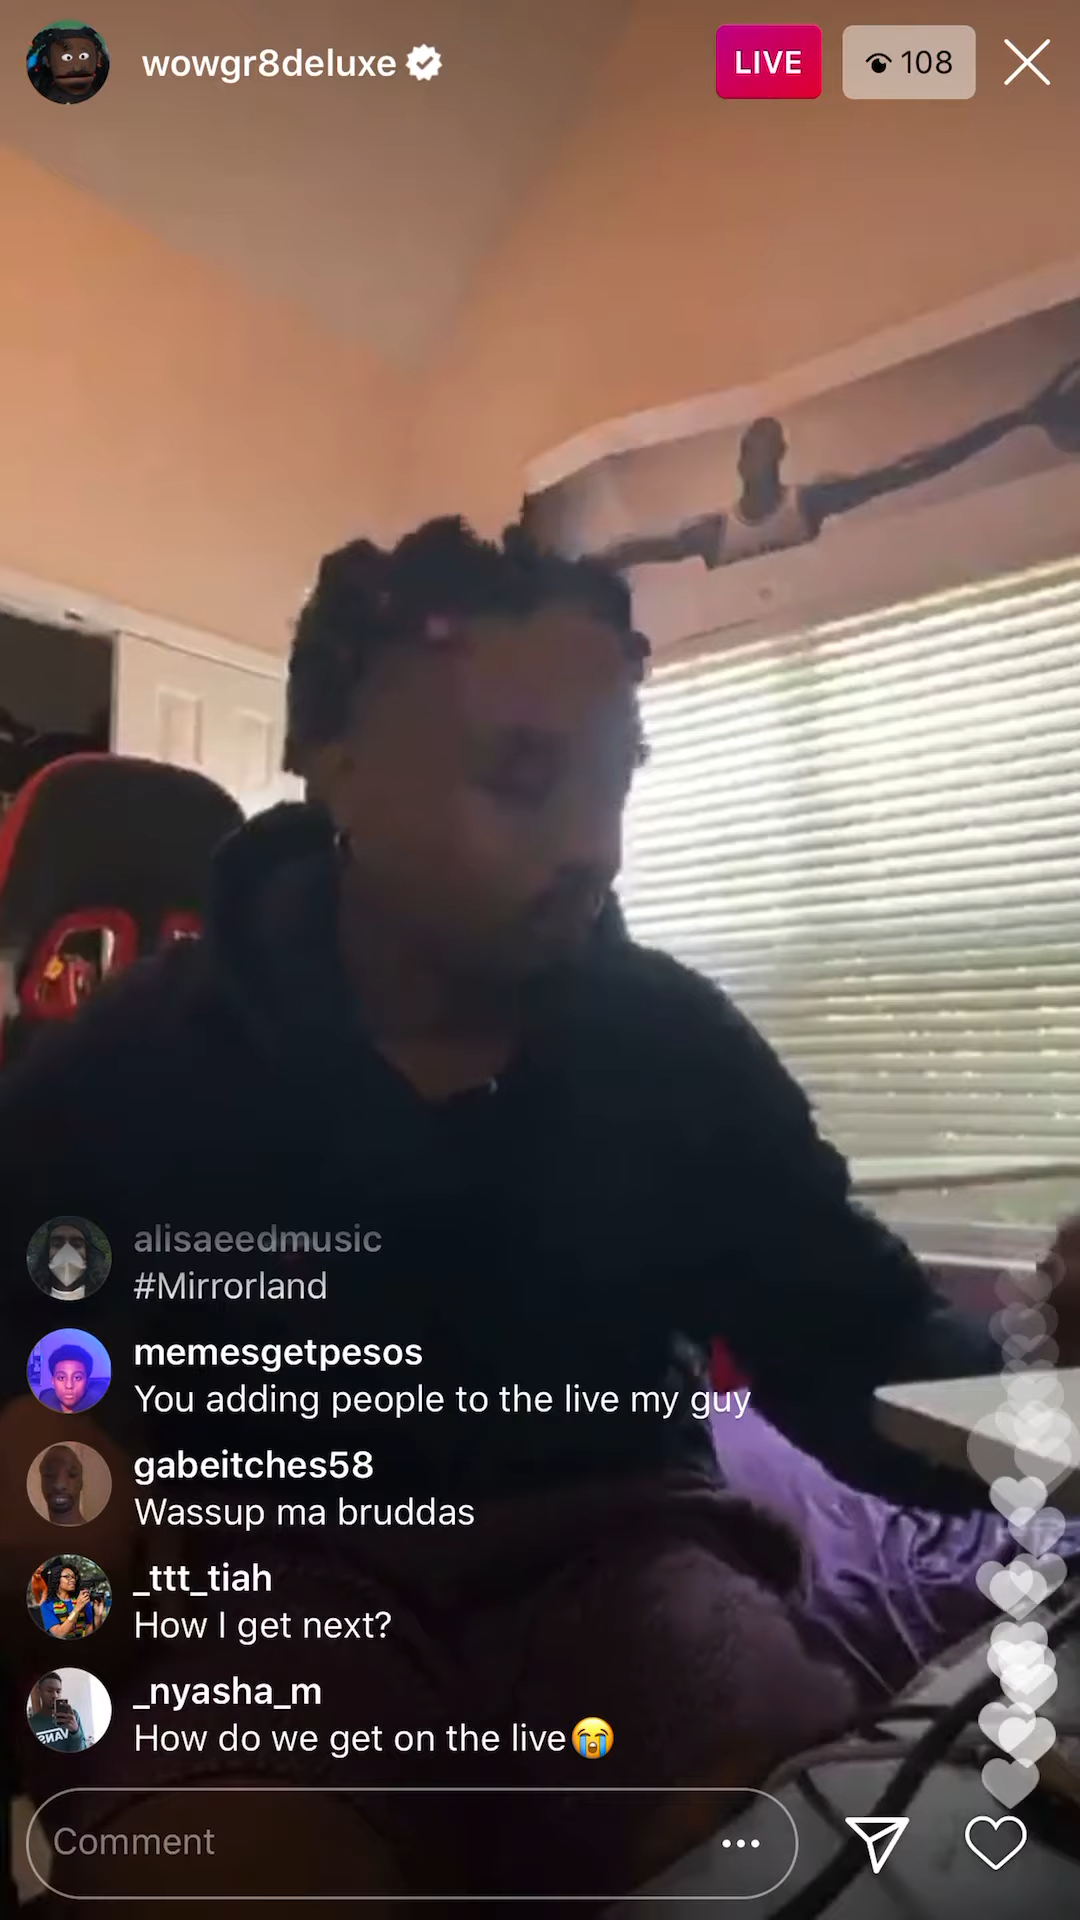 wowgr8deluxe
LIVE
108
alisaeedmusic
#Mirrorland
memesgetpesos
You adding people to the live my guy
gabeitches58
Wassup ma bruddas
_ttt_tiah
How I get next?
_nyasha_m
How do we get on the live😭
Comment